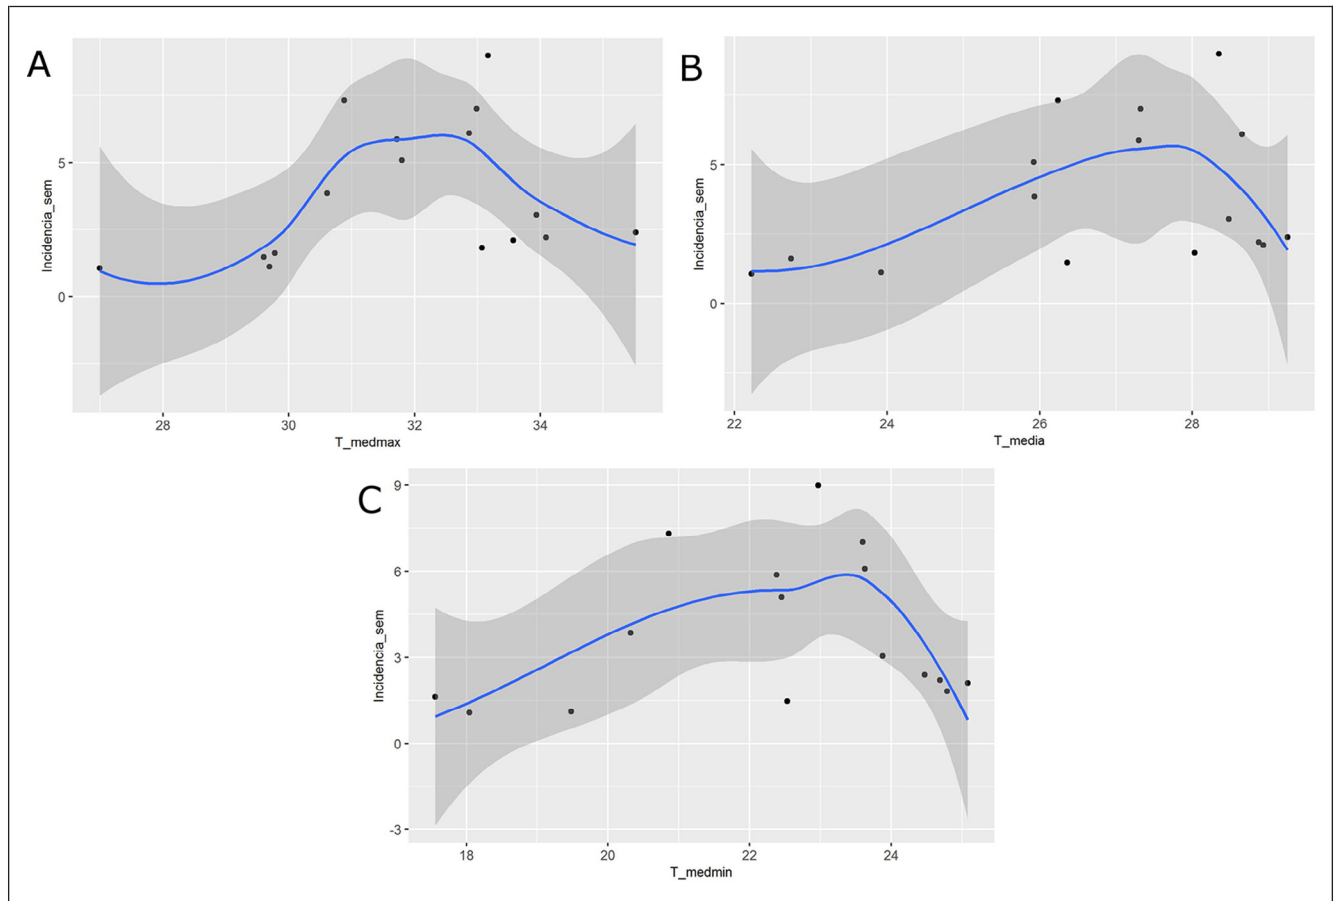 A
Incidencia_sem
5
0
28 30 32 34
T_medmax
B
Incidencia_sem
5
0
22 24 26 28
T_media
C
Incidencia_sem
9
6
3
0
-3
18 20 22 24
T_medmin